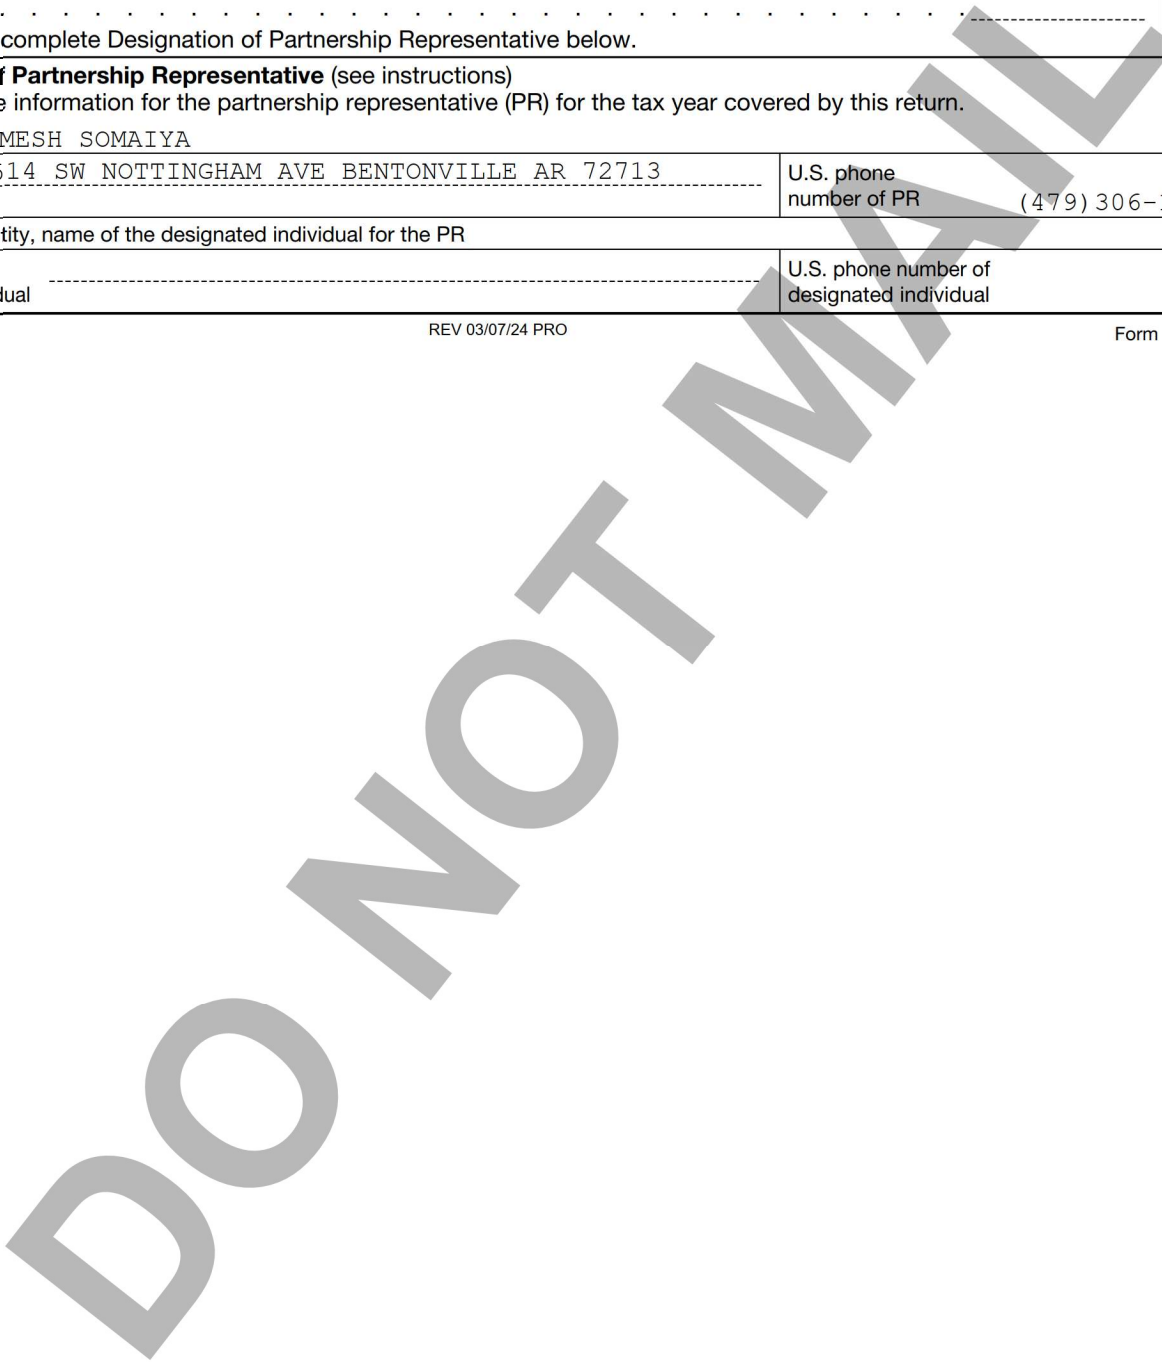 complete Designation of Partnership Representative below.
Partnership Representative (see instructions)
information for the partnership representative (PR) for the tax year covered by this return.
MESH SOMAIYA
14 SW NOTTINGHAM AVE BENTONVILLE AR 72713
U.S. phone
number of PR
(479)306-
tity, name of the designated individual for the PR
U.S. phone number of
dual
designated individual
REV 03/07/24 PRO
Form
DO NOT MAIL